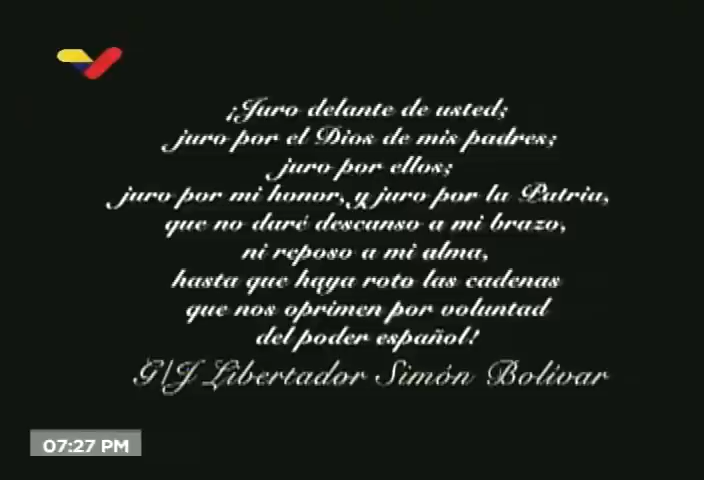 ¡Juro delante de usted;
juro por el Dios de mis padres;
juro por ellos;
juro por mi honor, y juro por la Patria,
que no daré descanso a mi brazo,
ni reposo a mi alma,
hasta que haya roto las cadenas
que nos oprimen por voluntad
del poder español!
G/J Libertador Simón Bolívar
07:27 PM